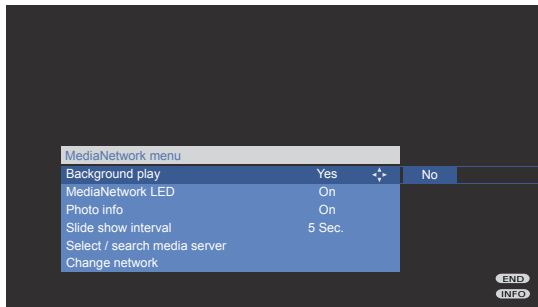 MediaNetwork menu
Background play Yes No
MediaNetwork LED On
Photo info On
Slide show interval 5 Sec.
Select / search media server
Change network
END
INFO